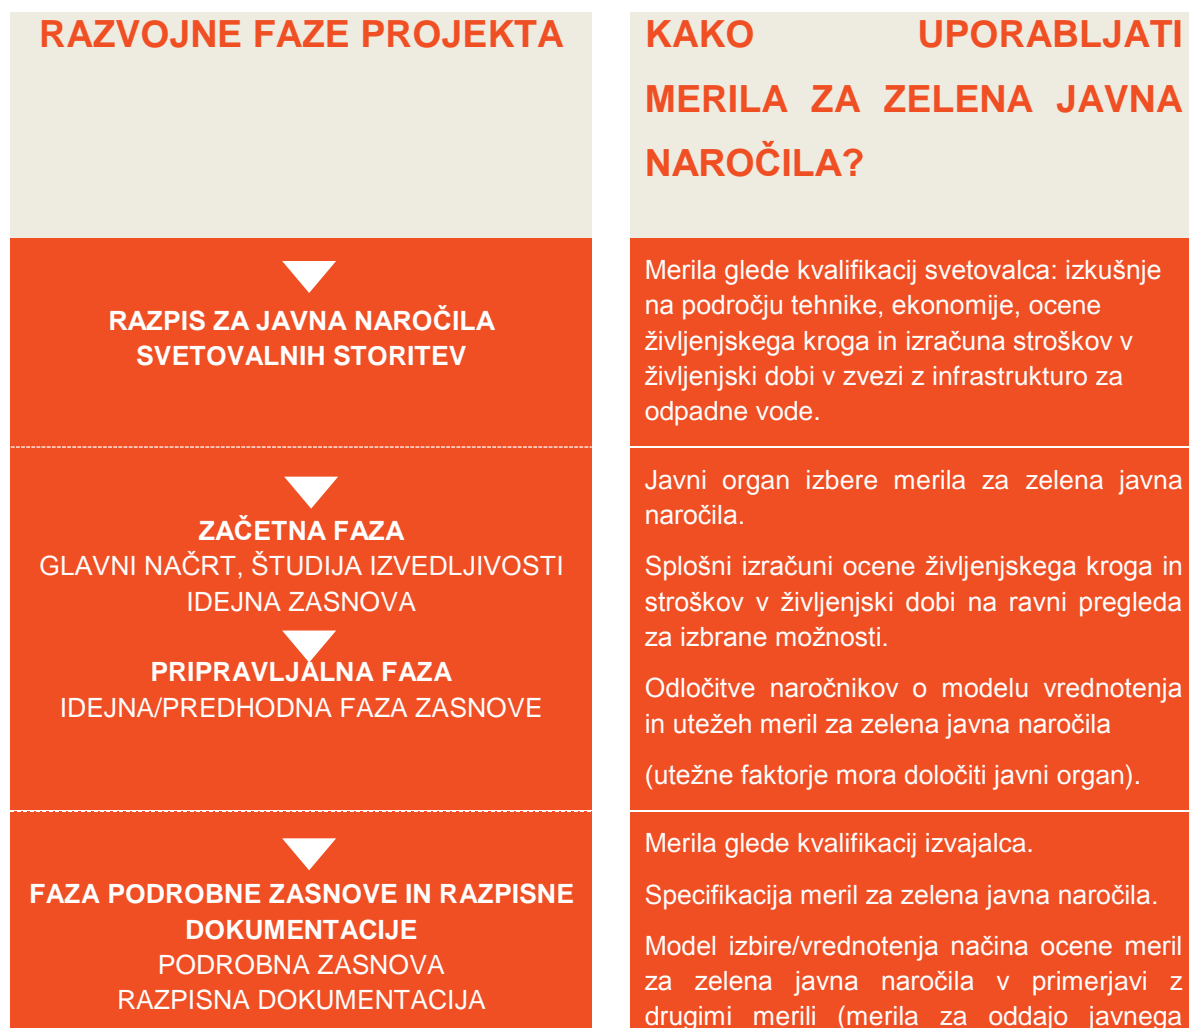 RAZVOJNE FAZE PROJEKTA
KAKO UPORABLJATI
MERILA ZA ZELENA JAVNA
NAROČILA?
RAZPIS ZA JAVNA NAROČILA
SVETOVALNIH STORITEV
Merila glede kvalifikacij svetovalca: izkušnje
na področju tehnike, ekonomije, ocene
življenjskega kroga in izračuna stroškov v
življenjski dobi v zvezi z infrastrukturo za
odpadne vode.
ZAČETNA FAZA
GLAVNI NAČRT, ŠTUDIJA IZVEDLJIVOSTI
IDEJNA ZASNOVA
PRIPRAVLJALNA FAZA
IDEJNA/PREDHODNA FAZA ZASNOVE
Javni organ izbere merila za zelena javna
naročila.
Splošni izračuni ocene življenjskega kroga in
stroškov v življenjski dobi na ravni pregleda
za izbrane možnosti.
Odločitve naročnikov o modelu vrednotenja
in utežeh meril za zelena javna naročila
(utežne faktorje mora določiti javni organ).
FAZA PODROBNE ZASNOVE IN RAZPISNE
DOKUMENTACIJE
PODROBNA ZASNOVA
RAZPISNA DOKUMENTACIJA
Merila glede kvalifikacij izvajalca.
Specifikacija meril za zelena javna naročila.
Model izbire/vrednotenja načina ocene meril
za zelena javna naročila v primerjavi z
drugimi merili (merila za oddajo javnega